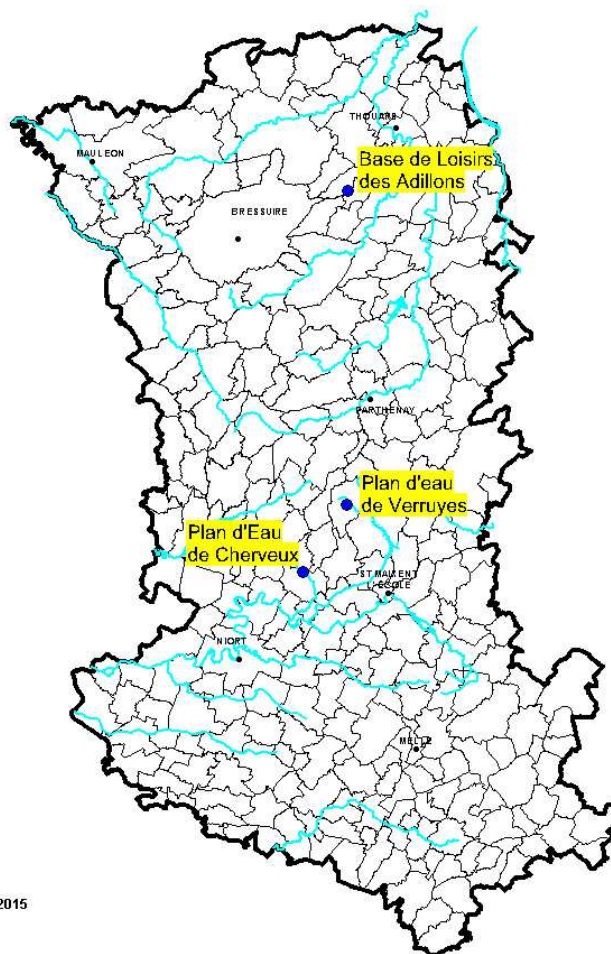 THOUARS
MAULEON
Base de Loisirs
des Adillons
BRESSUIRE
PARTHENAY
Plan d'eau
de Verruyes
Plan d'Eau
de Cherveux
ST MAIXENT
L'ECOLE
NIORT
MELLE
2015